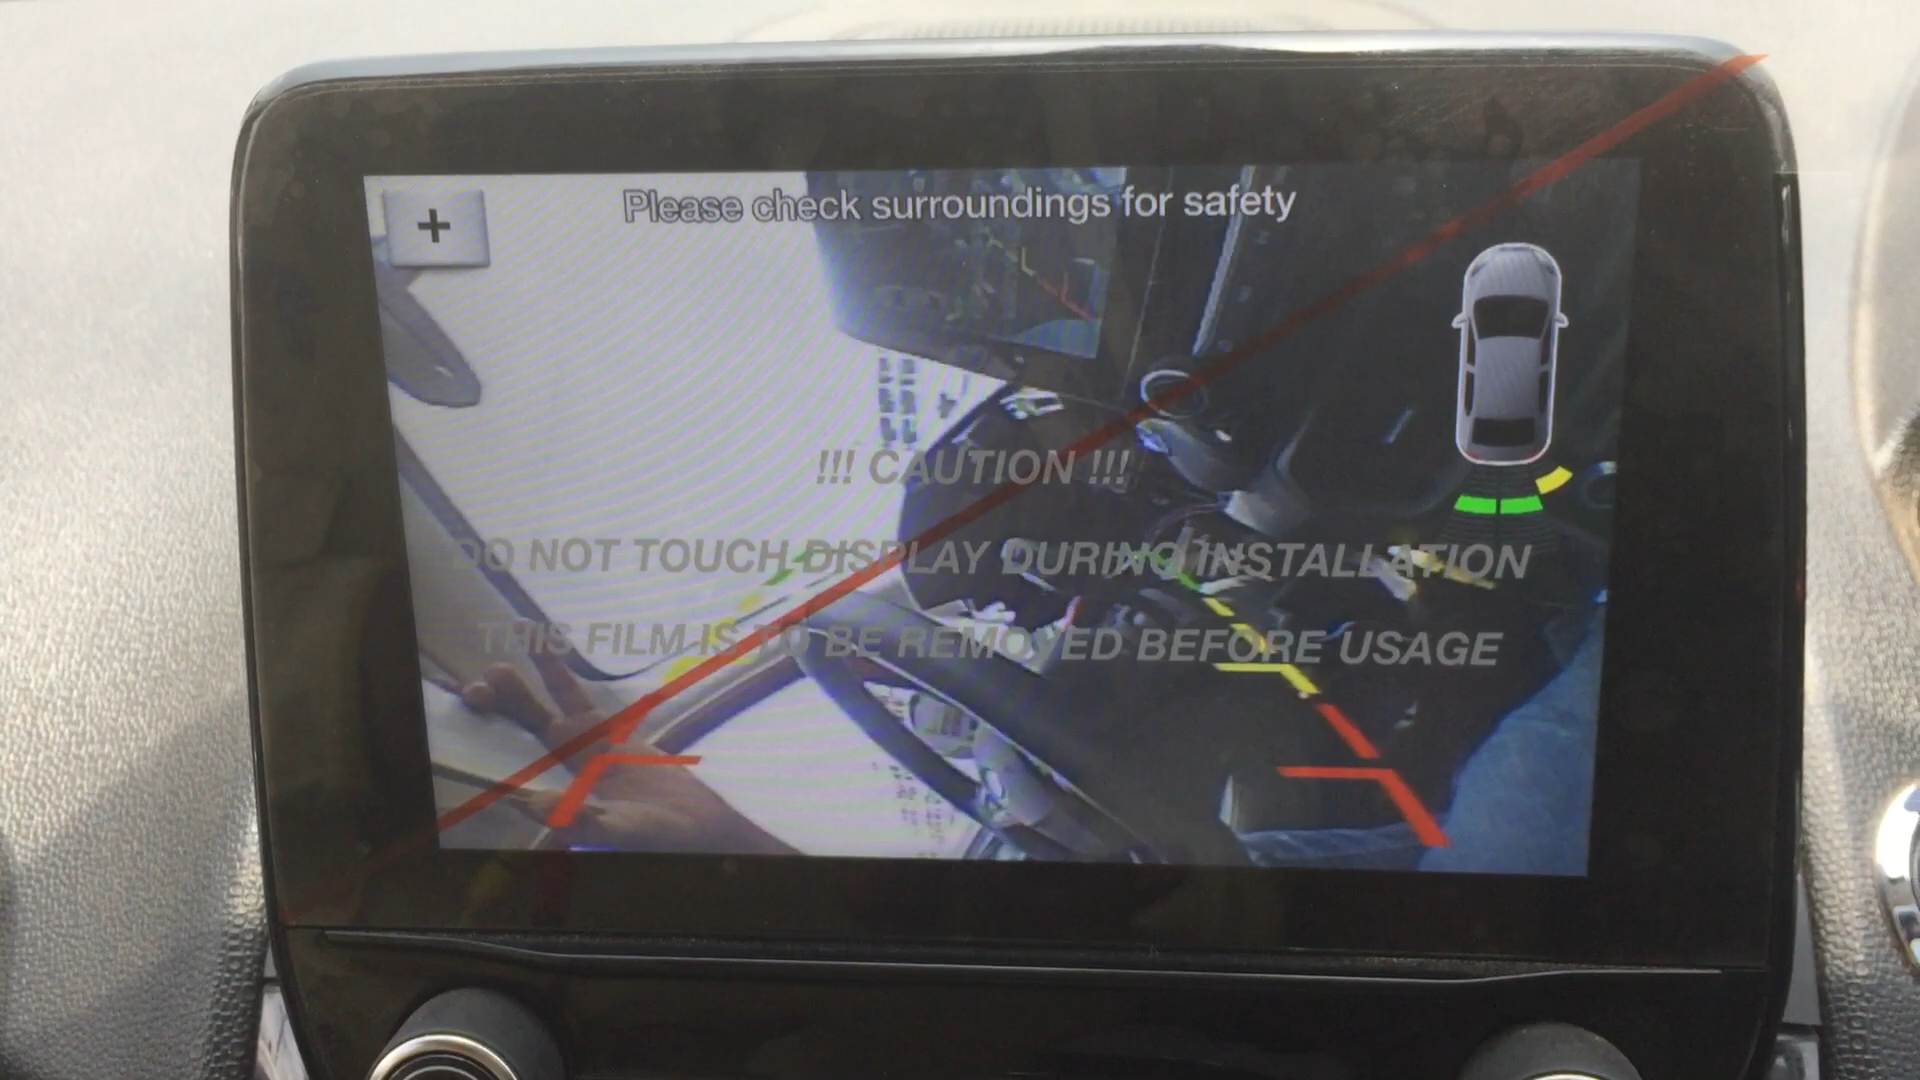 +
Please check surroundings for safety
!!! CAUTION !!!
DO NOT TOUCH DISPLAY DURING INSTALLATION
THIS FILM IS TO BE REMOVED BEFORE USAGE